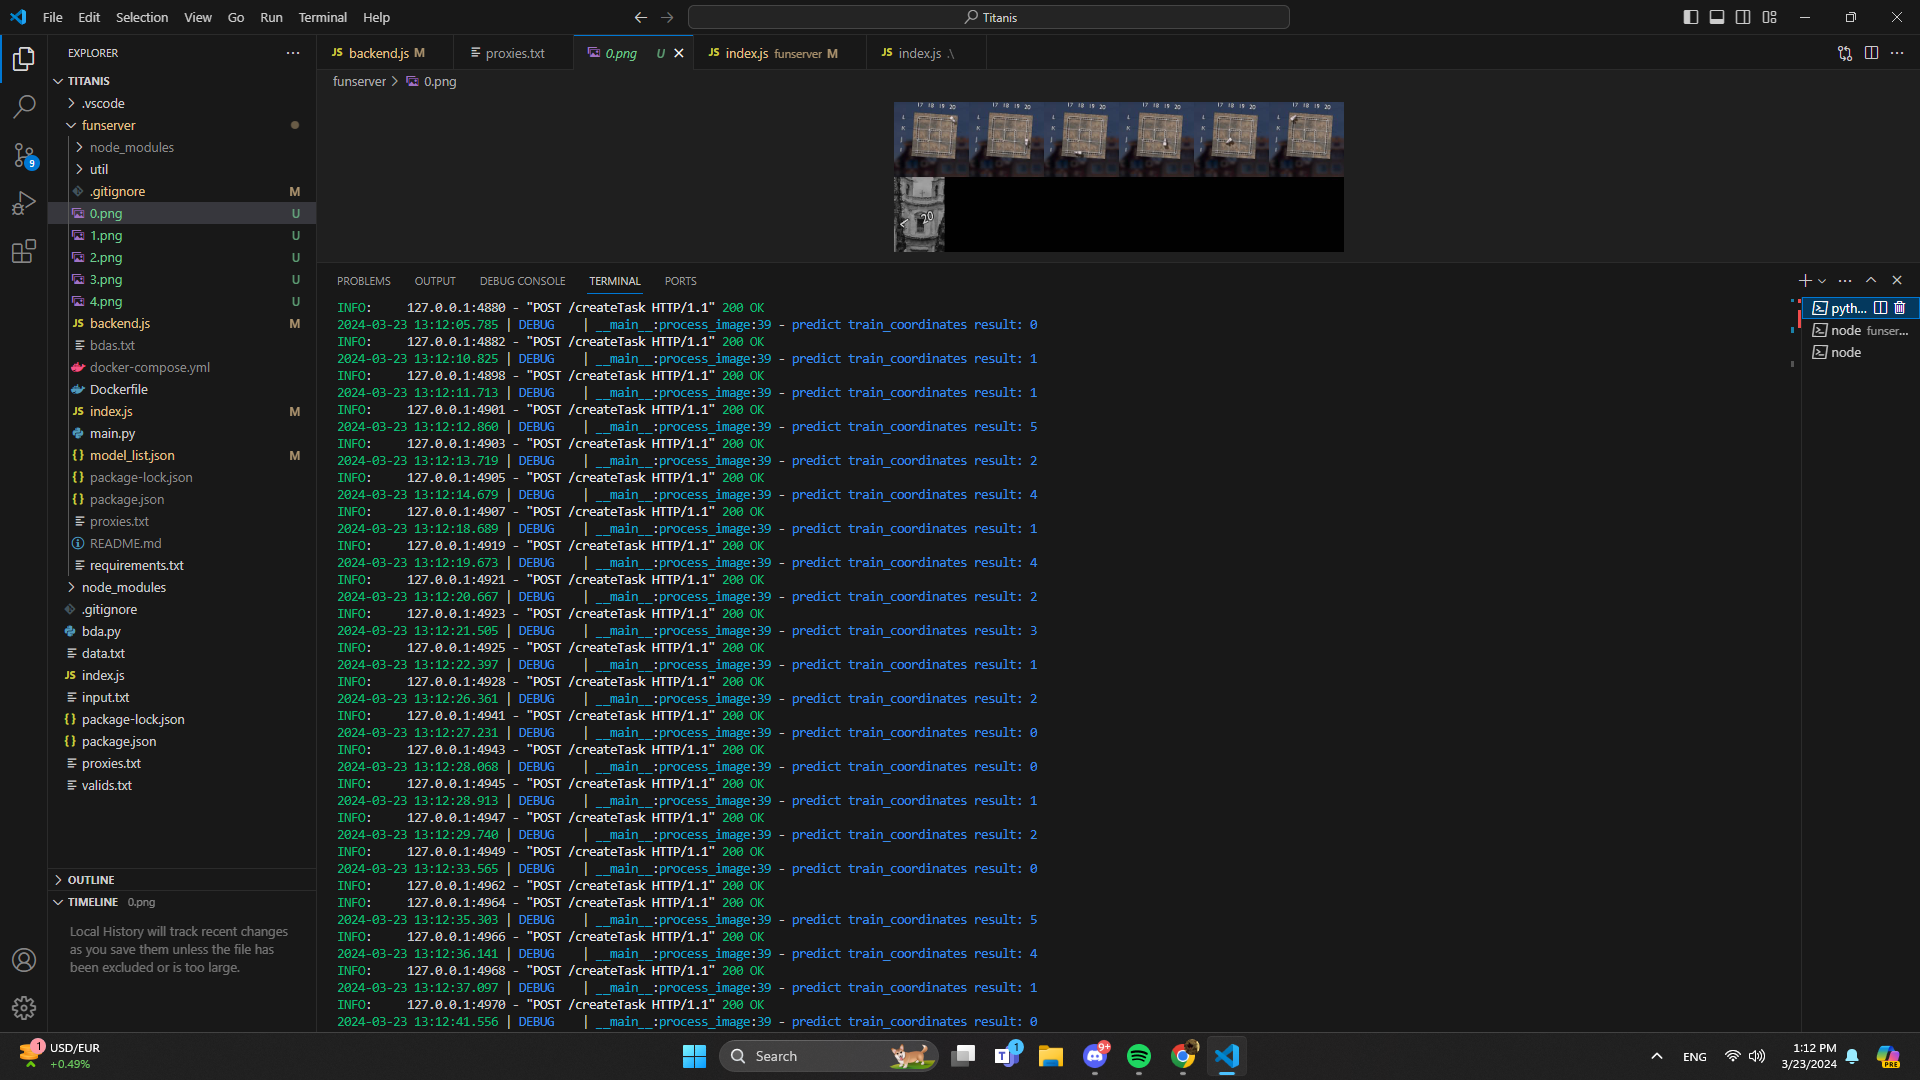 File Edit Selection View Go Run Terminal Help
Titanis
EXPLORER
TITANIS
.vscode
funserver
node_modules
util
.gitignore M
0.png U
1.png U
2.png U
3.png U
4.png U
backend.js M
bdas.txt
docker-compose.yml
Dockerfile
index.js M
main.py
model_list.json M
package-lock.json
package.json
proxies.txt
README.md
requirements.txt
node_modules
.gitignore
bda.py
data.txt
index.js
input.txt
package-lock.json
package.json
proxies.txt
valids.txt
OUTLINE
TIMELINE 0.png
Local History will track recent changes
as you save them unless the file has
been excluded or is too large.
9
JS backend.js M
proxies.txt
0.png U
JS index.js funserver M
JS index.js .\
funserver > 0.png
17 18 19 20
17 18 19 20
17 18 19 20
17 18 19 20
17 18 19 20
17 18 19 20
20
PROBLEMS OUTPUT DEBUG CONSOLE TERMINAL PORTS
INFO: 127.0.0.1:4880 - "POST /createTask HTTP/1.1" 200 OK
2024-03-23 13:12:05.785 | DEBUG | __main__:process_image:39 - predict train_coordinates result: 0
INFO: 127.0.0.1:4882 - "POST /createTask HTTP/1.1" 200 OK
2024-03-23 13:12:10.825 | DEBUG | __main__:process_image:39 - predict train_coordinates result: 1
INFO: 127.0.0.1:4898 - "POST /createTask HTTP/1.1" 200 OK
2024-03-23 13:12:11.713 | DEBUG | __main__:process_image:39 - predict train_coordinates result: 1
INFO: 127.0.0.1:4901 - "POST /createTask HTTP/1.1" 200 OK
2024-03-23 13:12:12.860 | DEBUG | __main__:process_image:39 - predict train_coordinates result: 5
INFO: 127.0.0.1:4903 - "POST /createTask HTTP/1.1" 200 OK
2024-03-23 13:12:13.719 | DEBUG | __main__:process_image:39 - predict train_coordinates result: 2
INFO: 127.0.0.1:4905 - "POST /createTask HTTP/1.1" 200 OK
2024-03-23 13:12:14.679 | DEBUG | __main__:process_image:39 - predict train_coordinates result: 4
INFO: 127.0.0.1:4907 - "POST /createTask HTTP/1.1" 200 OK
2024-03-23 13:12:18.689 | DEBUG | __main__:process_image:39 - predict train_coordinates result: 1
INFO: 127.0.0.1:4919 - "POST /createTask HTTP/1.1" 200 OK
2024-03-23 13:12:19.673 | DEBUG | __main__:process_image:39 - predict train_coordinates result: 4
INFO: 127.0.0.1:4921 - "POST /createTask HTTP/1.1" 200 OK
2024-03-23 13:12:20.667 | DEBUG | __main__:process_image:39 - predict train_coordinates result: 2
INFO: 127.0.0.1:4923 - "POST /createTask HTTP/1.1" 200 OK
2024-03-23 13:12:21.505 | DEBUG | __main__:process_image:39 - predict train_coordinates result: 3
INFO: 127.0.0.1:4925 - "POST /createTask HTTP/1.1" 200 OK
2024-03-23 13:12:22.397 | DEBUG | __main__:process_image:39 - predict train_coordinates result: 1
INFO: 127.0.0.1:4928 - "POST /createTask HTTP/1.1" 200 OK
2024-03-23 13:12:26.361 | DEBUG | __main__:process_image:39 - predict train_coordinates result: 2
INFO: 127.0.0.1:4941 - "POST /createTask HTTP/1.1" 200 OK
2024-03-23 13:12:27.231 | DEBUG | __main__:process_image:39 - predict train_coordinates result: 0
INFO: 127.0.0.1:4943 - "POST /createTask HTTP/1.1" 200 OK
2024-03-23 13:12:28.068 | DEBUG | __main__:process_image:39 - predict train_coordinates result: 0
INFO: 127.0.0.1:4945 - "POST /createTask HTTP/1.1" 200 OK
2024-03-23 13:12:28.913 | DEBUG | __main__:process_image:39 - predict train_coordinates result: 1
INFO: 127.0.0.1:4947 - "POST /createTask HTTP/1.1" 200 OK
2024-03-23 13:12:29.740 | DEBUG | __main__:process_image:39 - predict train_coordinates result: 2
INFO: 127.0.0.1:4949 - "POST /createTask HTTP/1.1" 200 OK
2024-03-23 13:12:33.565 | DEBUG | __main__:process_image:39 - predict train_coordinates result: 0
INFO: 127.0.0.1:4962 - "POST /createTask HTTP/1.1" 200 OK
INFO: 127.0.0.1:4964 - "POST /createTask HTTP/1.1" 200 OK
2024-03-23 13:12:35.303 | DEBUG | __main__:process_image:39 - predict train_coordinates result: 5
INFO: 127.0.0.1:4966 - "POST /createTask HTTP/1.1" 200 OK
2024-03-23 13:12:36.141 | DEBUG | __main__:process_image:39 - predict train_coordinates result: 4
INFO: 127.0.0.1:4968 - "POST /createTask HTTP/1.1" 200 OK
2024-03-23 13:12:37.097 | DEBUG | __main__:process_image:39 - predict train_coordinates result: 1
INFO: 127.0.0.1:4970 - "POST /createTask HTTP/1.1" 200 OK
2024-03-23 13:12:41.556 | DEBUG | __main__:process_image:39 - predict train_coordinates result: 0
pyth...
node funser...
node
1
USD/EUR
+0.49%
Search
1
9+
ENG
1:12 PM
3/23/2024
PRE